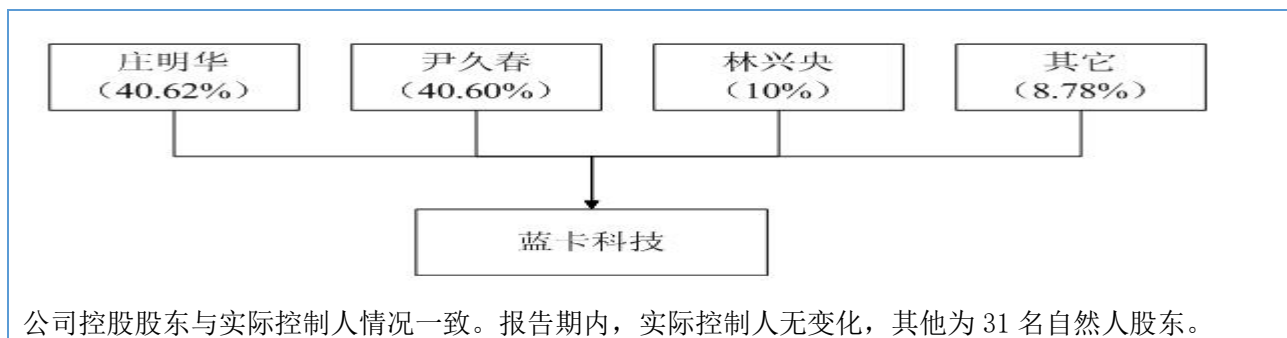 庄明华
（40.62%）
尹久春
（40.60%）
林兴央
（10%）
其它
（8.78%）
蓝卡科技
公司控股股东与实际控制人情况一致。报告期内，实际控制人无变化，其他为 31 名自然人股东。